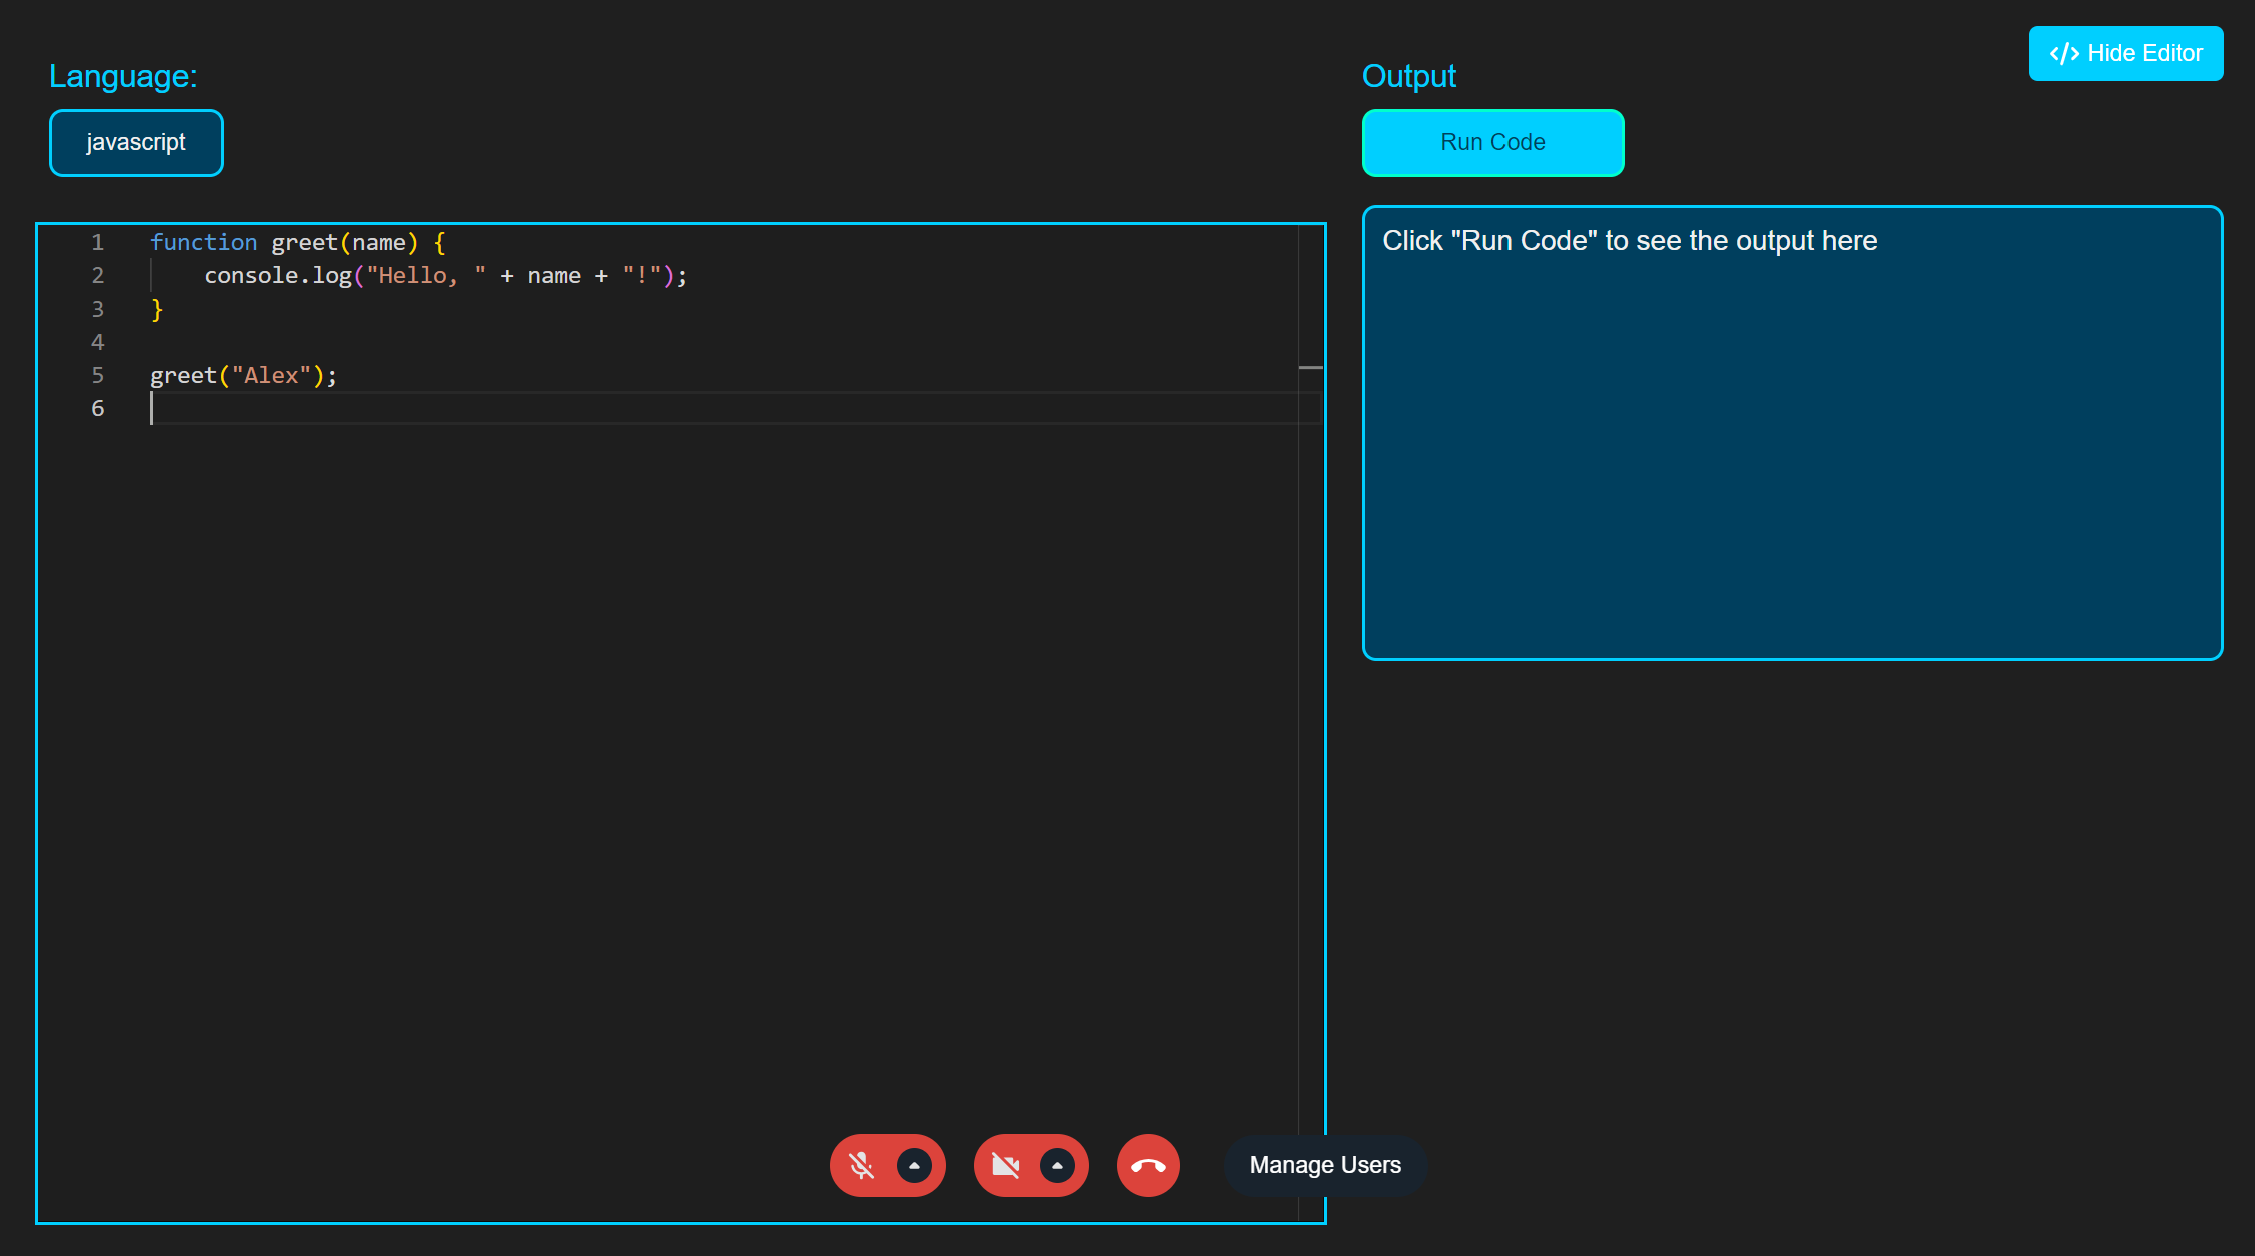 Language:
javascript
1 function greet(name) {
2     console.log("Hello, " + name + "!");
3 }
4
5 greet("Alex");
6
</> Hide Editor
Output
Run Code
Click "Run Code" to see the output here
Manage Users